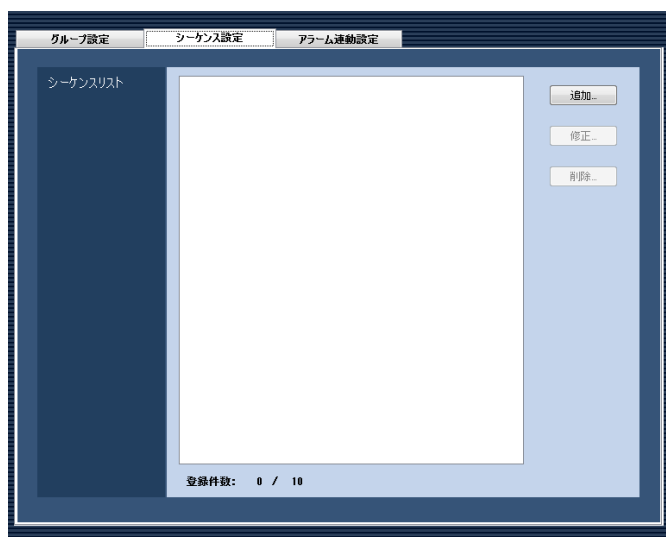 グループ設定 シーケンス設定 アラーム連動設定
シーケンスリスト
追加...
修正...
削除...
登録件数: 0 / 10